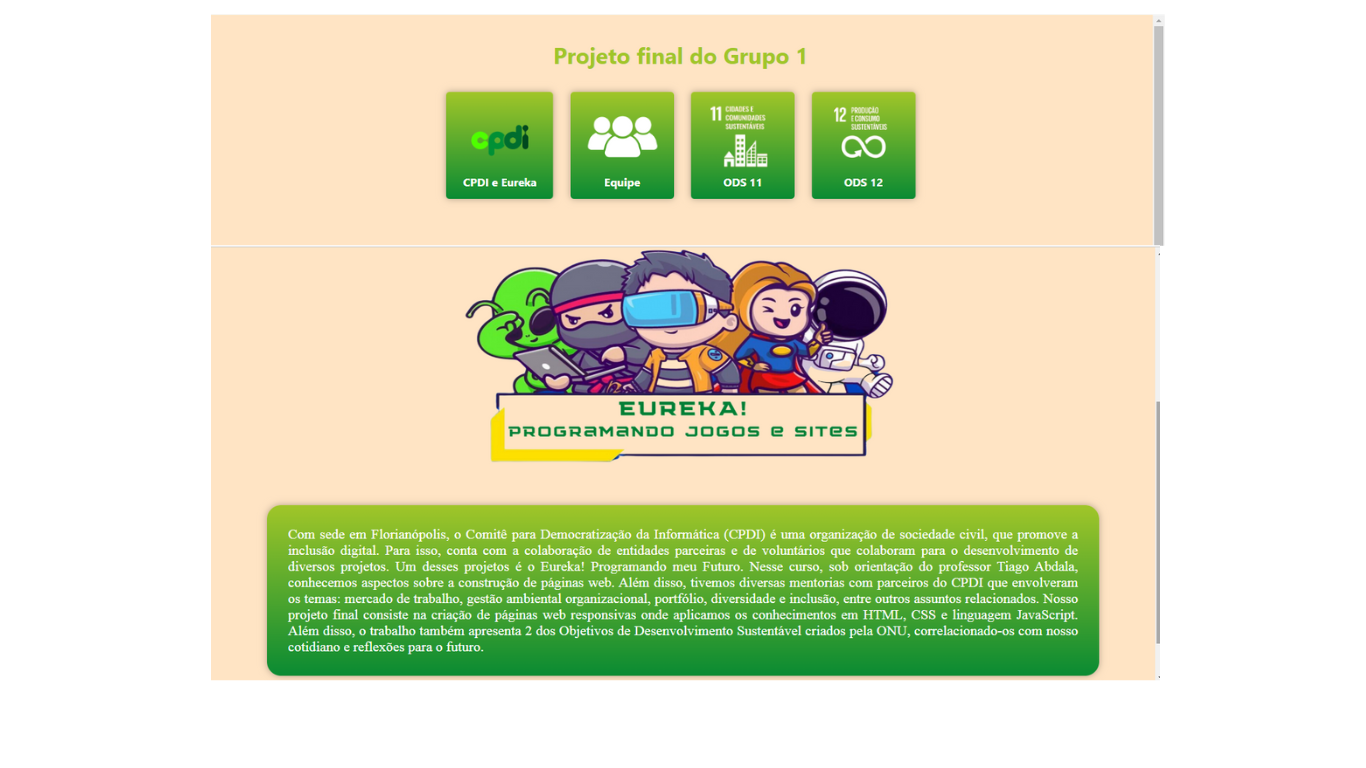 Projeto final do Grupo 1
cpdi
CPDI e Eureka
Equipe
11 CIDADES E
COMUNIDADES
SUSTENTÁVEIS
ODS 11
12 PRODUÇÃO
E CONSUMO
SUSTENTÁVEIS
ODS 12
EUREKA!
PROGRAMANDO JOGOS e SITES
Com sede em Florianópolis, o Comitê para Democratização da Informática (CPDI) é uma organização de sociedade civil, que promove a
inclusão digital. Para isso, conta com a colaboração de entidades parceiras e de voluntários que colaboram para o desenvolvimento de
diversos projetos. Um desses projetos é o Eureka! Programando meu Futuro. Nesse curso, sob orientação do professor Tiago Abdala,
conhecemos aspectos sobre a construção de páginas web. Além disso, tivemos diversas mentorias com parceiros do CPDI que envolveram
os temas: mercado de trabalho, gestão ambiental organizacional, portfólio, diversidade e inclusão, entre outros assuntos relacionados. Nosso
projeto final consiste na criação de páginas web responsivas onde aplicamos os conhecimentos em HTML, CSS e linguagem JavaScript.
Além disso, o trabalho também apresenta 2 dos Objetivos de Desenvolvimento Sustentável criados pela ONU, correlacionado-os com nosso
cotidiano e reflexões para o futuro.